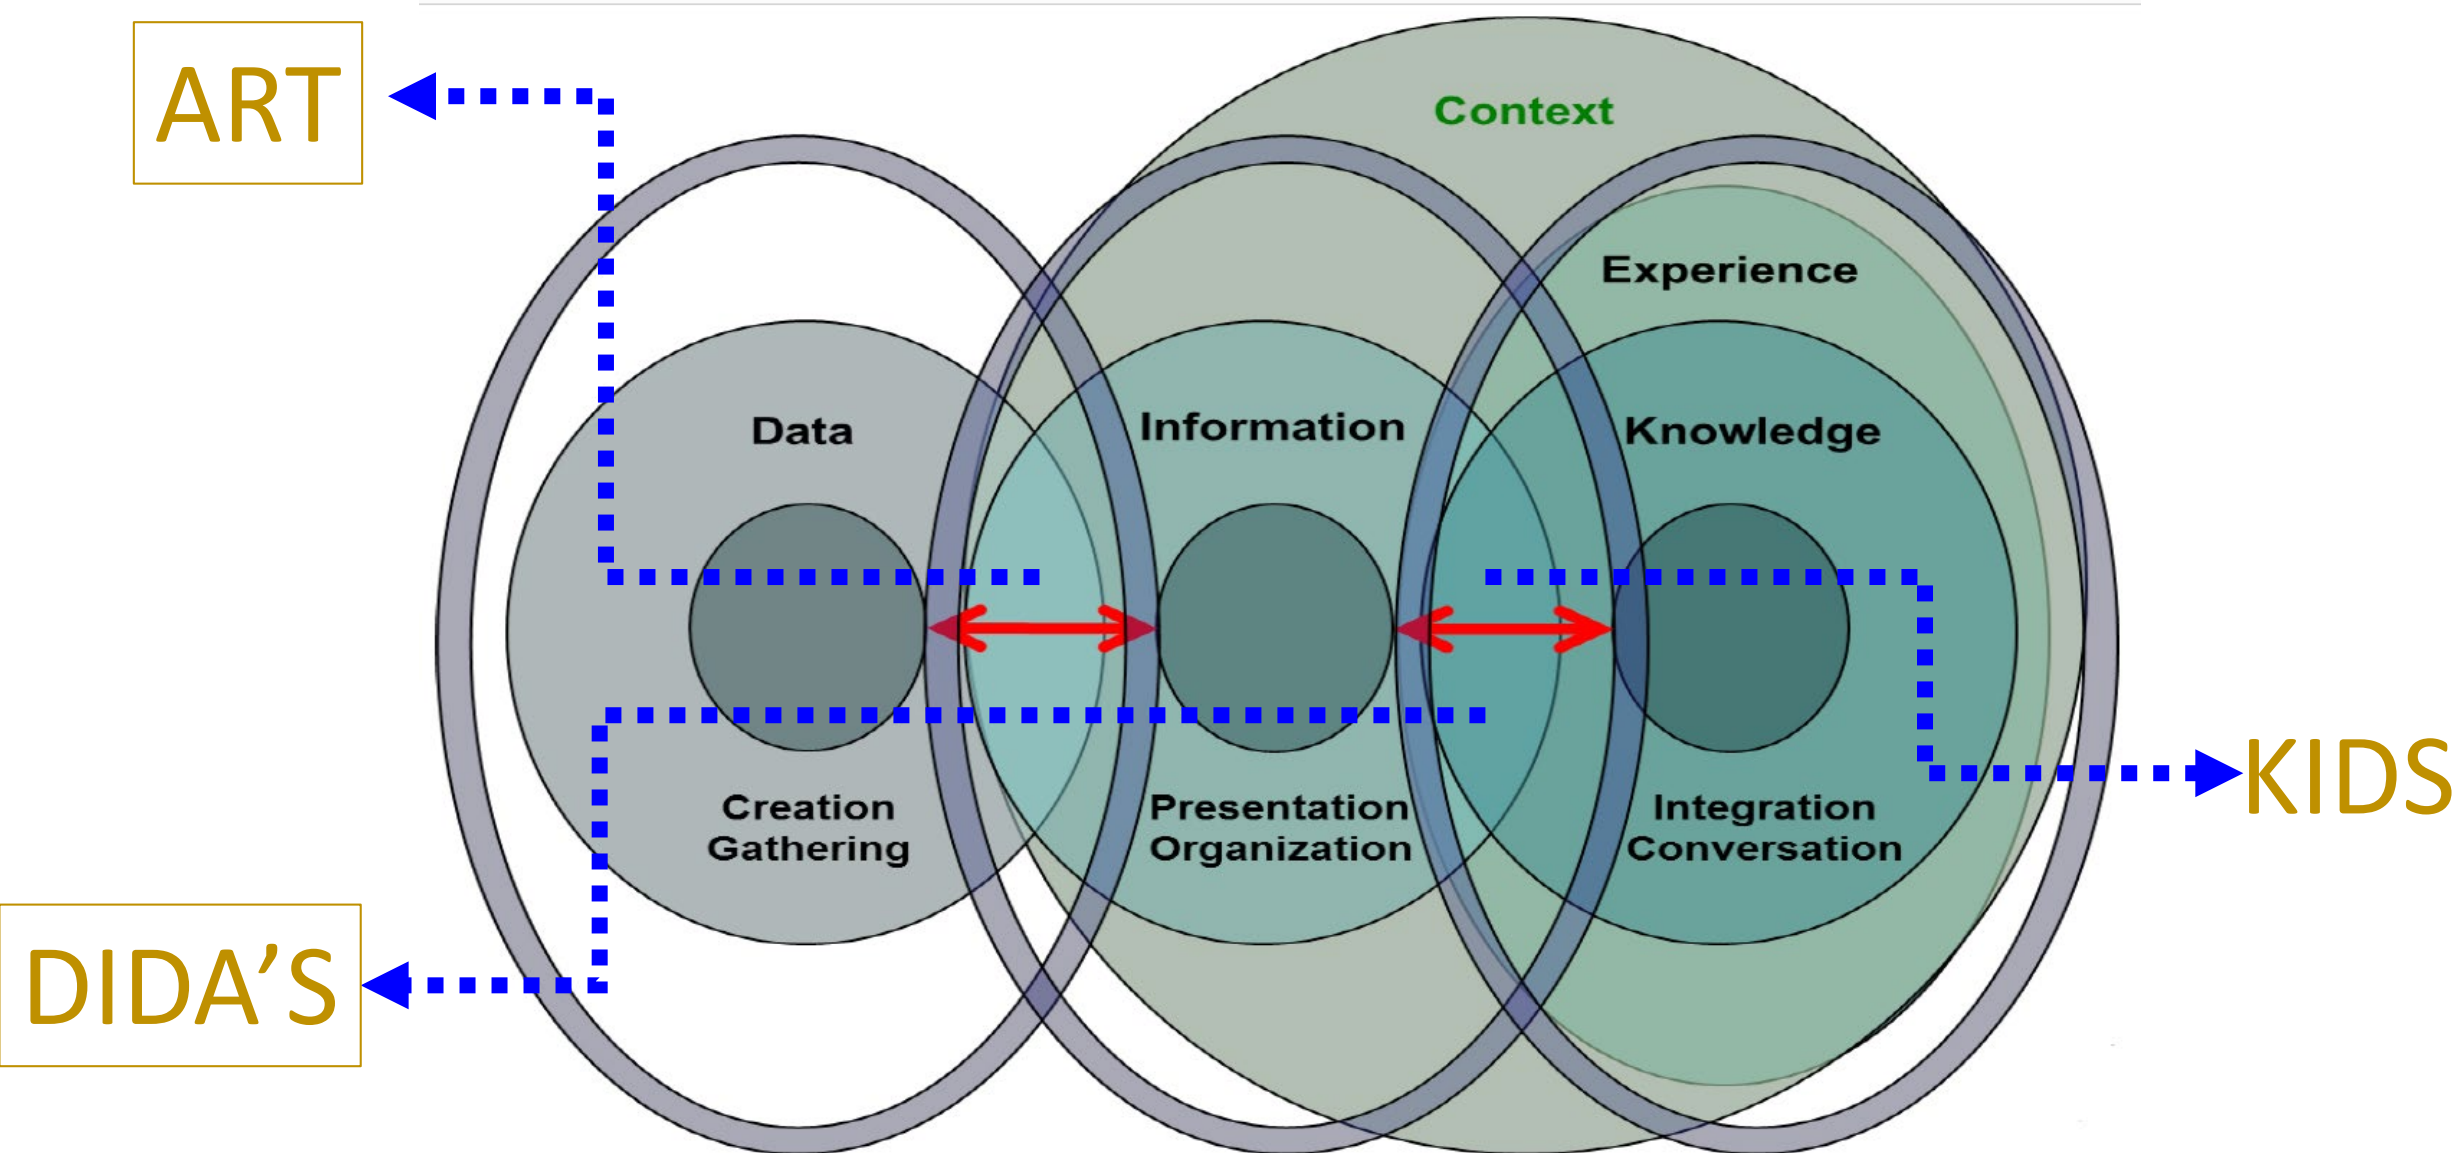 ART
Context
Experience
Data
Information
Knowledge
Creation
Gathering
Presentation
Organization
Integration
Conversation
KIDS
DIDA’S